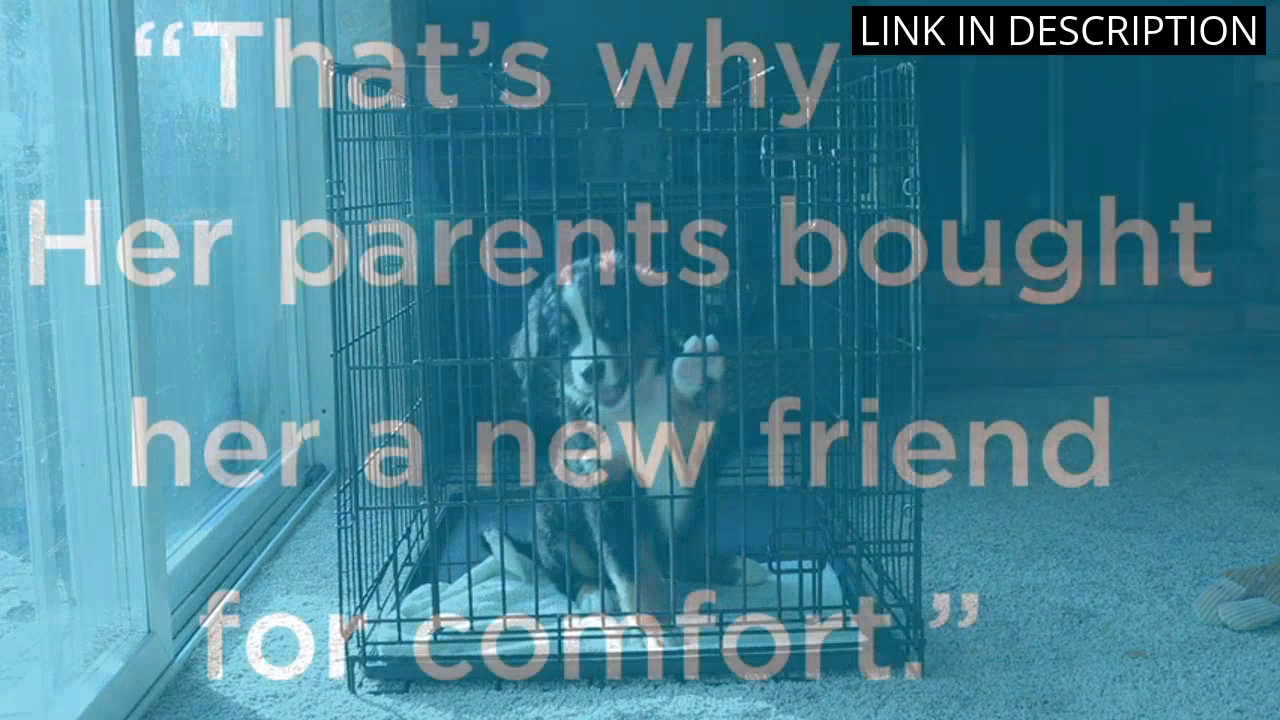 LINK IN DESCRIPTION
“That’s why
Her parents bought
her a new friend
for comfort.”